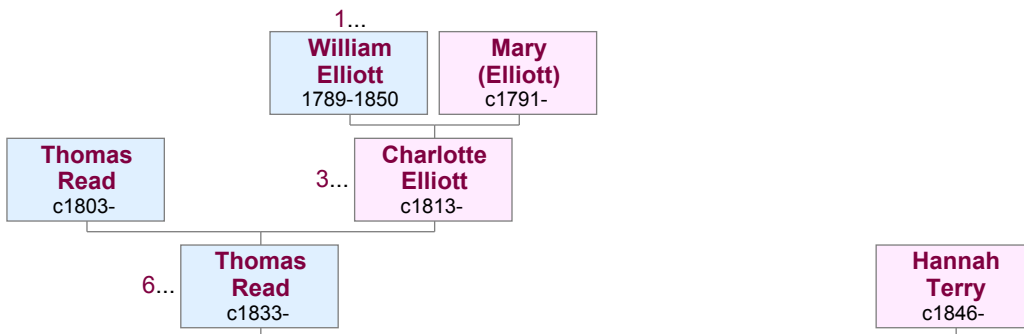 1...
William
Elliott
1789-1850
Mary
(Elliott)
c1791-
Thomas
Read
c1803-
3...
Charlotte
Elliott
c1813-
6...
Thomas
Read
c1833-
Hannah
Terry
c1846-